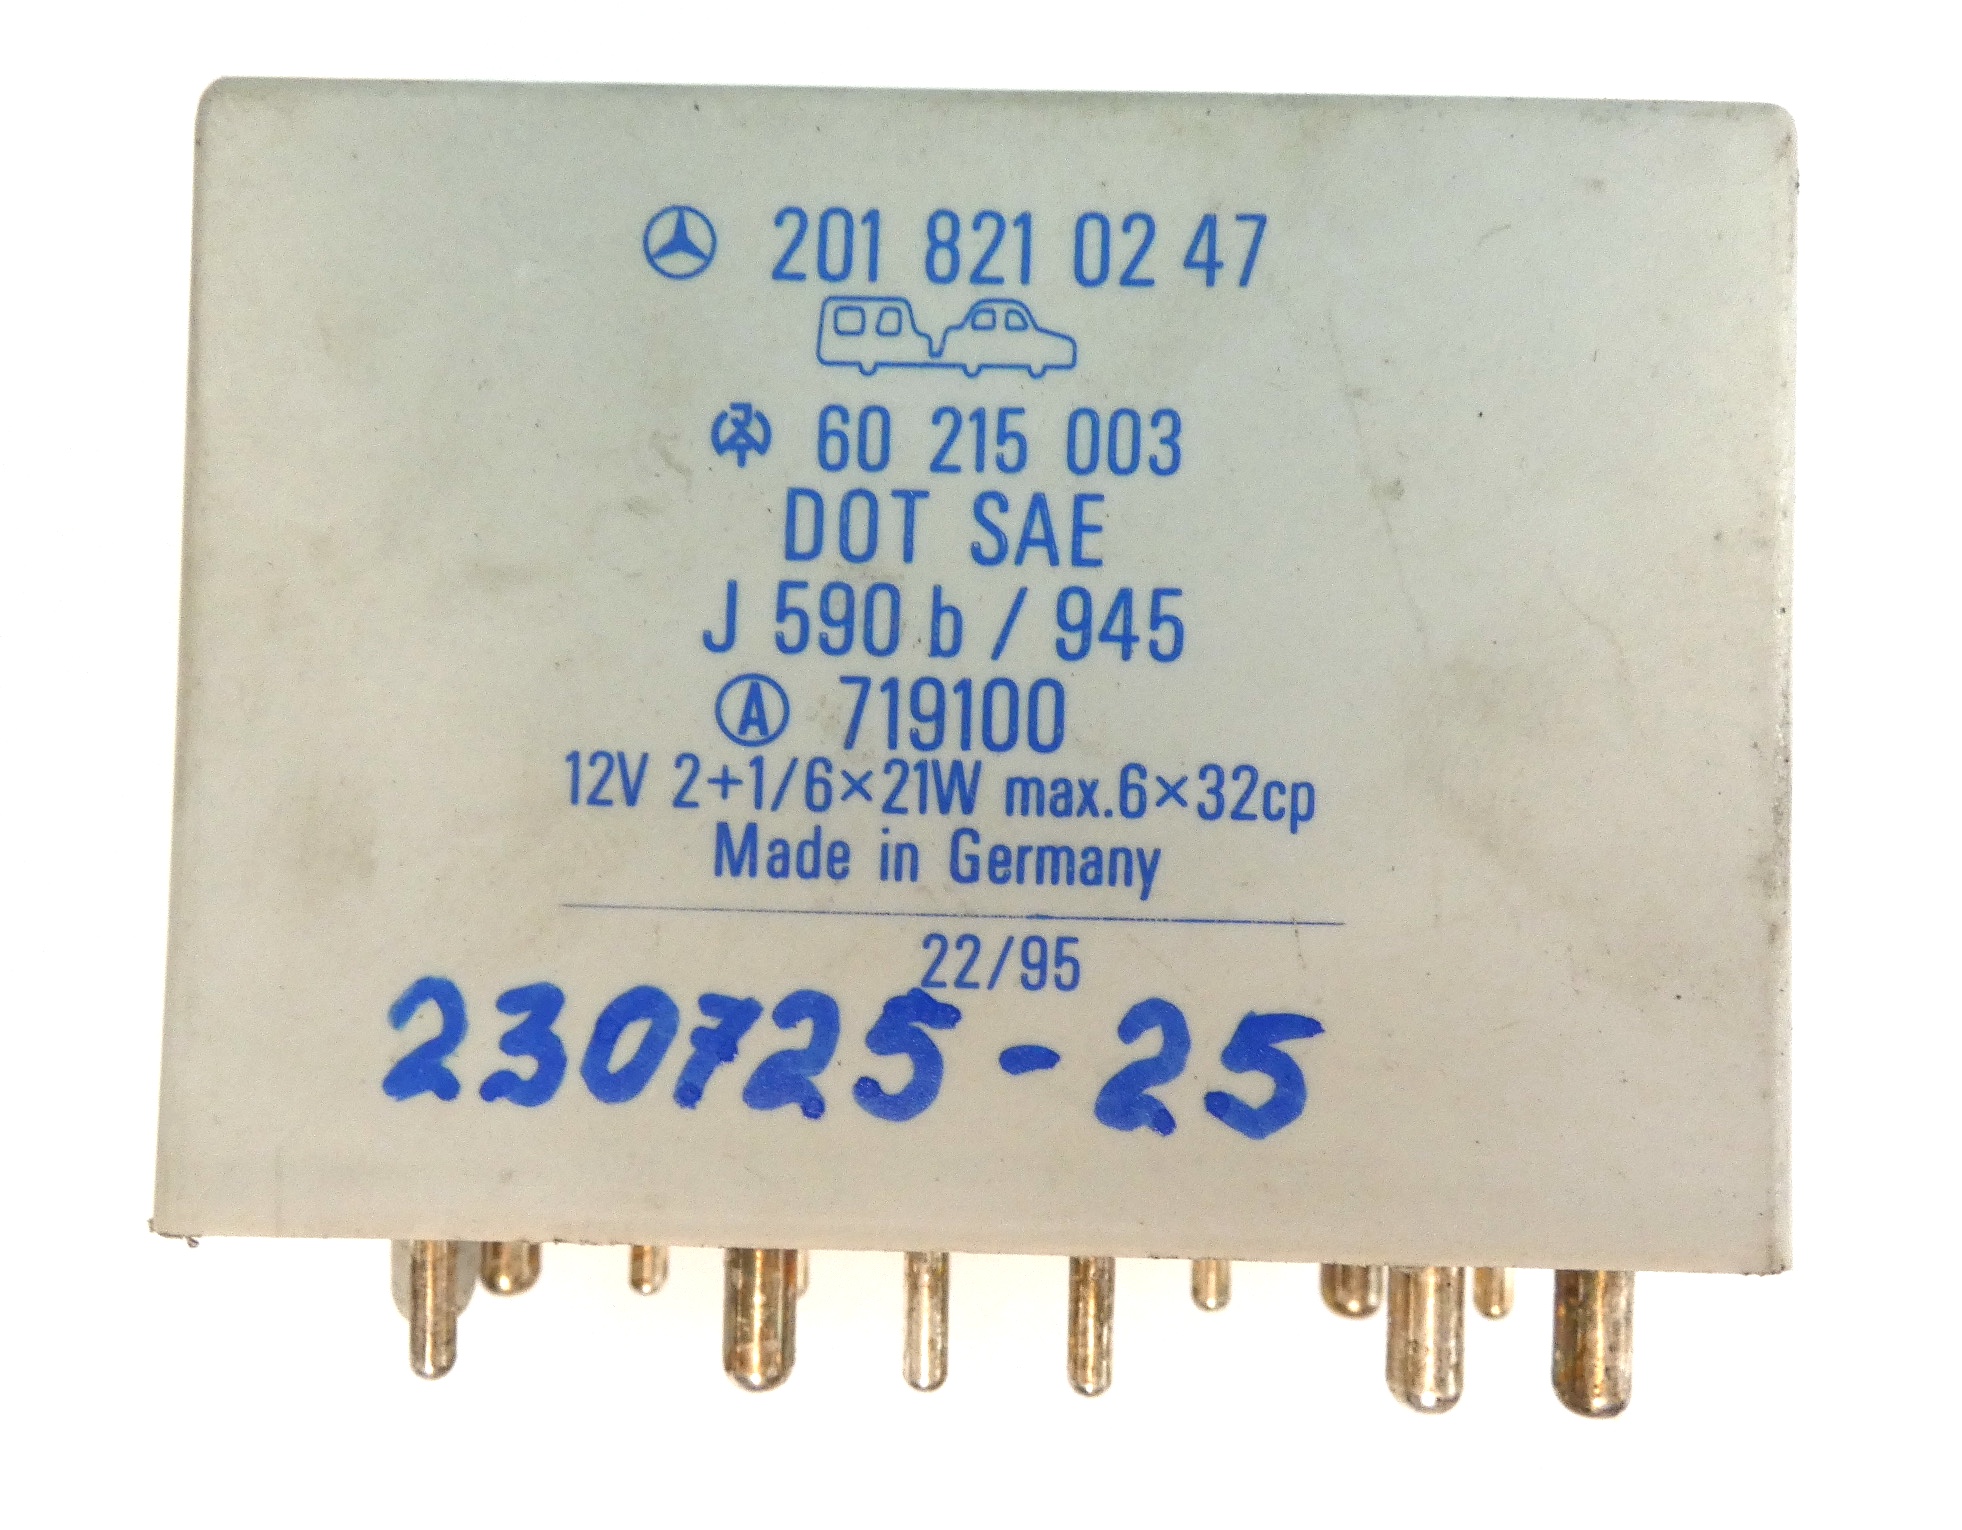 201 821 02 47
60 215 003
DOT SAE
J 590 b / 945
A 719100
12V 2+1/6×21W max.6×32cp
Made in Germany
22/95
230725-25